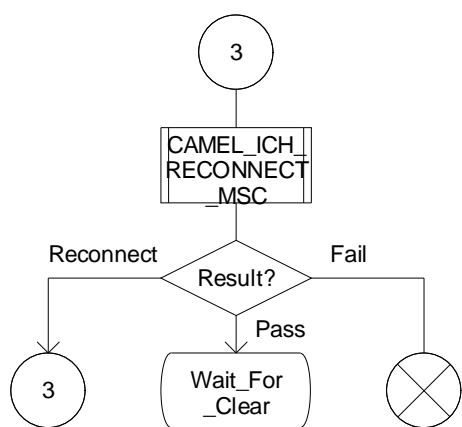 3
CAMEL_ICH_
RECONNECT
_MSC
Reconnect
Result?
Fail
Pass
3
Wait_For
_Clear